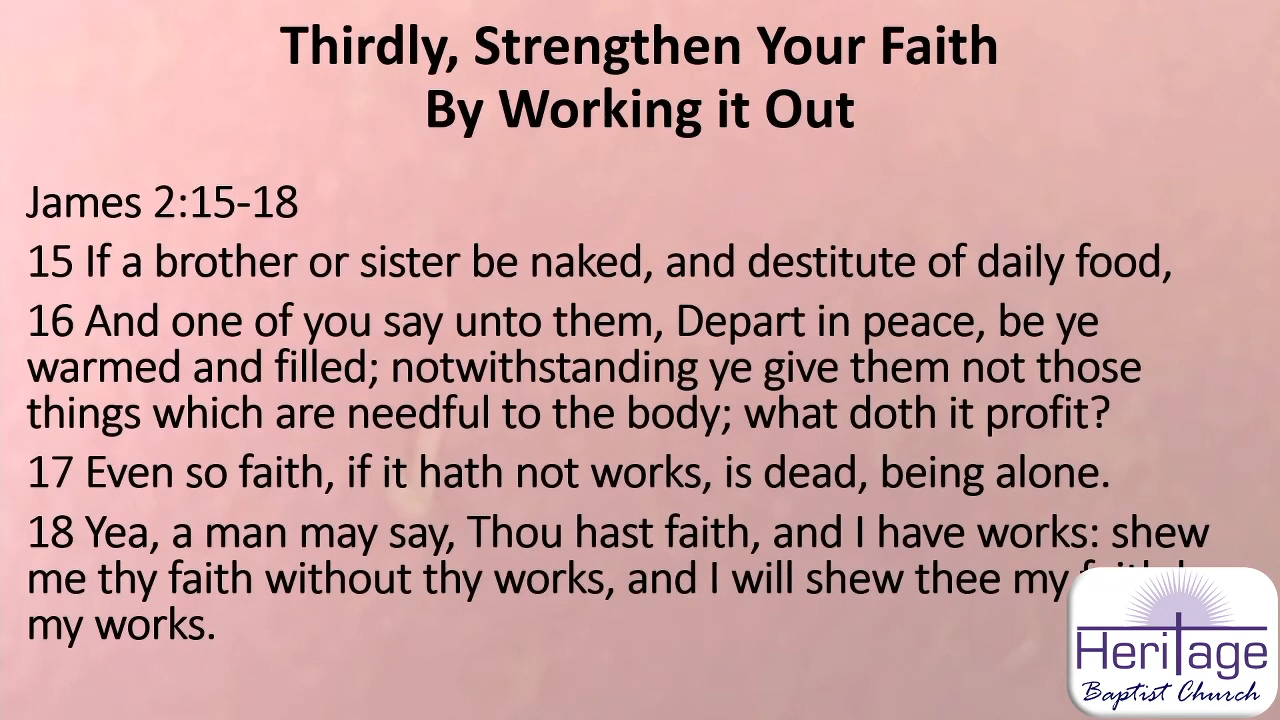 Thirdly, Strengthen Your Faith
By Working it Out
James 2:15-18
15 If a brother or sister be naked, and destitute of daily food,
16 And one of you say unto them, Depart in peace, be ye
warmed and filled; notwithstanding ye give them not those
things which are needful to the body; what doth it profit?
17 Even so faith, if it hath not works, is dead, being alone.
18 Yea, a man may say, Thou hast faith, and I have works: shew
me thy faith without thy works, and I will shew thee my
my works.
Heritage
Baptist Church